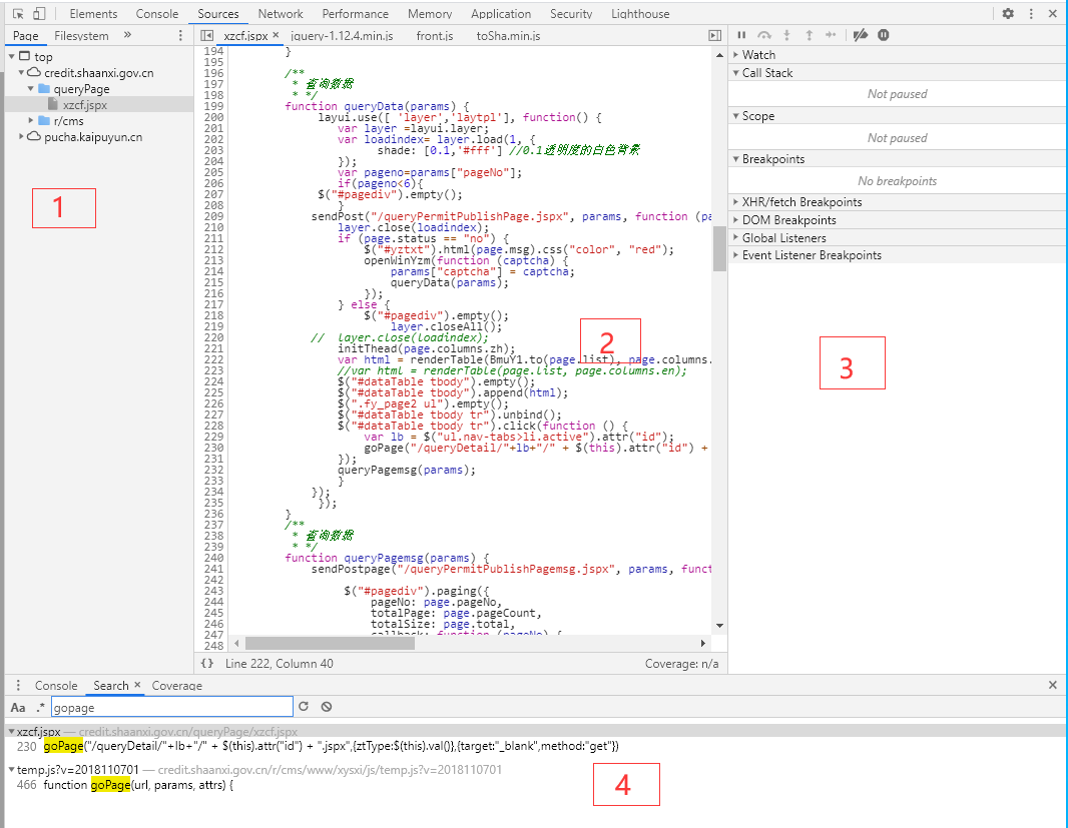 Elements Console Sources Network Performance Memory Application Security Lighthouse
Page Filesystem » xzcf.jspx × jquery-1.12.4.min.js front.js toSha.min.js
top
credit.shaanxi.gov.cn
queryPage
xzcf.jspx
r/cms
pucha.kaipuyun.cn
1
194 }
195
196 /**
197 * 查询数据
198 * */
199 function queryData(params) {
200 layui.use([ 'layer','laytpl'], function() {
201 var layer =layui.layer;
202 var loadindex= layer.load(1, {
203 shade: [0.1,'#fff'] //0.1透明度的白色背景
204 });
205 var pageno=params["pageNo"];
206 if(pageno<6){
207 $("#pagediv").empty();
208 }
209 sendPost("/queryPermitPublishPage.jspx", params, function (pa
210 layer.close(loadindex);
211 if (page.status == "no") {
212 $("#yztxt").html(page.msg).css("color", "red");
213 openWinYzm(function (captcha) {
214 params["captcha"] = captcha;
215 queryData(params);
216 });
217 } else {
218 $("#pagediv").empty();
219 layer.closeAll();
220 // layer.close(loadindex);
221 initThead(page.columns.zh);
222 var html = renderTable(BmuY1.to(page.list), page.columns.
223 //var html = renderTable(page.list, page.columns.en);
224 $("#dataTable tbody").empty();
225 $("#dataTable tbody").append(html);
226 $(".fy_page2 ul").empty();
227 $("#dataTable tbody tr").unbind();
228 $("#dataTable tbody tr").click(function () {
229 var lb = $("ul.nav-tabs>li.active").attr("id");
230 goPage("/queryDetail/"+lb+"/" + $(this).attr("id") +
231 });
232 queryPagemsg(params);
233 }
234 });
235 });
236 }
237 /**
238 * 查询数据
239 * */
240 function queryPagemsg(params) {
241 sendPostpage("/queryPermitPublishPagemsg.jspx", params, funct
242
243 $("#pagediv").paging({
244 pageNo: page.pageNo,
245 totalPage: page.pageCount,
246 totalSize: page.total,
247 callback: function (pageNo) {
248
2
{} Line 222, Column 40 Coverage: n/a
Watch
Call Stack
Not paused
Scope
Not paused
Breakpoints
No breakpoints
XHR/fetch Breakpoints
DOM Breakpoints
Global Listeners
Event Listener Breakpoints
3
Console Search × Coverage
Aa .* gopage
xzcf.jspx — credit.shaanxi.gov.cn/queryPage/xzcf.jspx
230 goPage("/queryDetail/"+lb+"/" + $(this).attr("id") + ".jspx",{ztType:$(this).val()},{target:"_blank",method:"get"})
temp.js?v=2018110701 — credit.shaanxi.gov.cn/r/cms/www/xysxi/js/temp.js?v=2018110701
466 function goPage(url, params, attrs) {
4